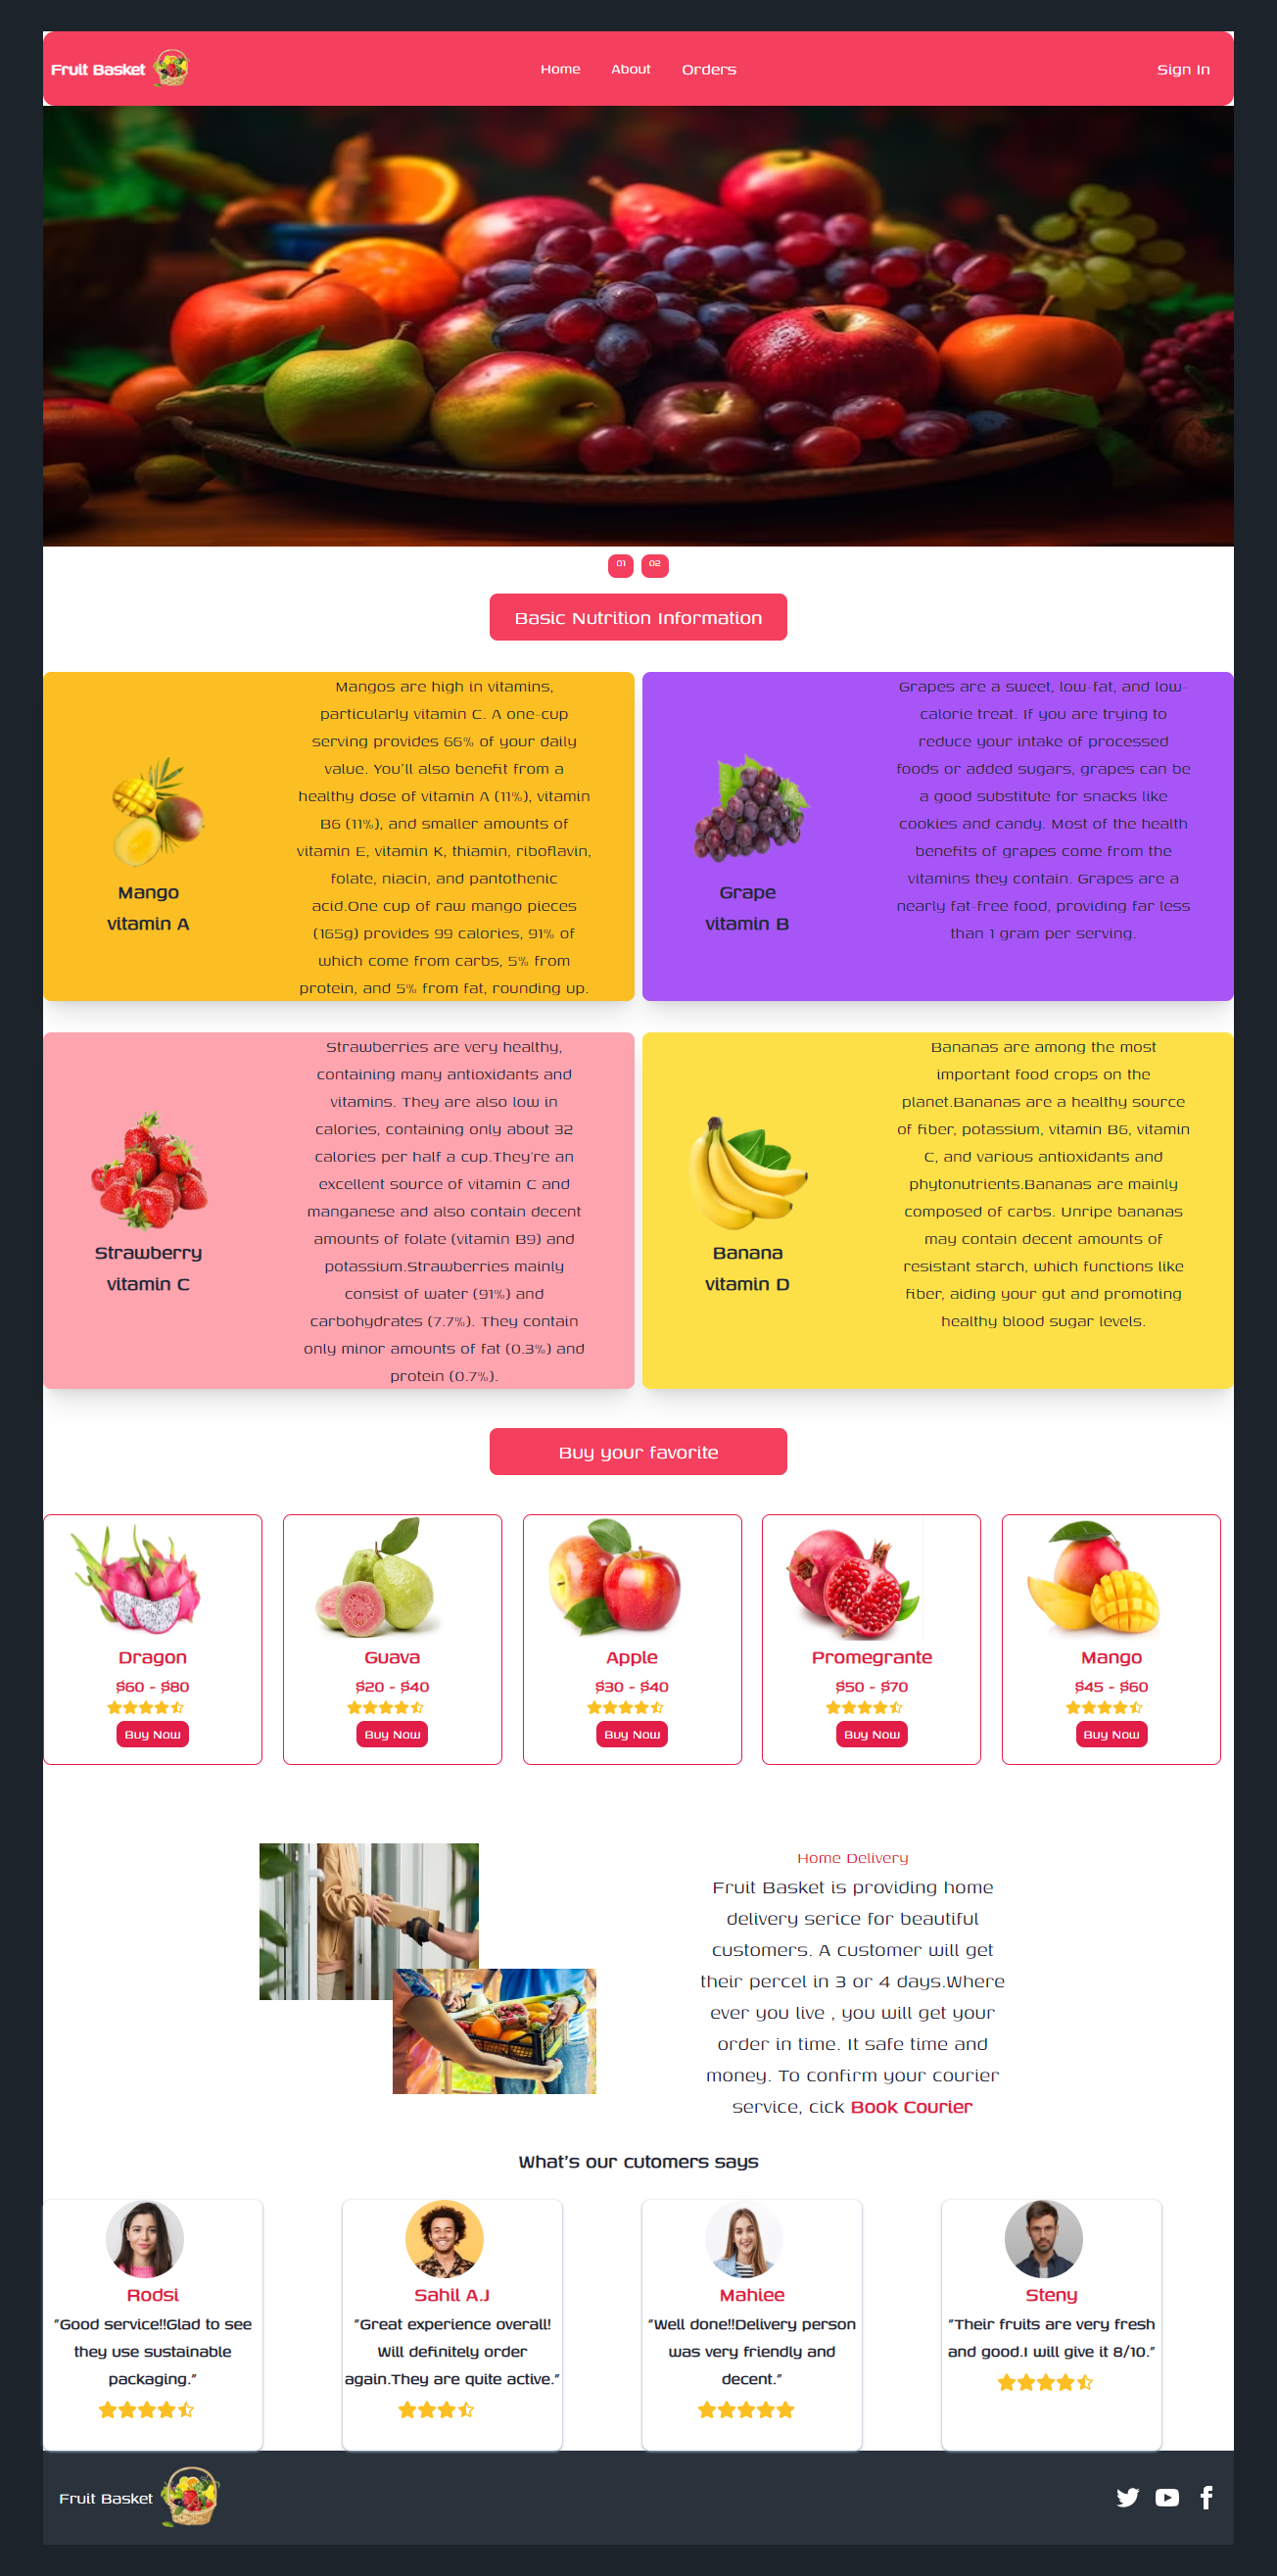 Fruit Basket
Home About Orders
Sign In
01 02
Basic Nutrition Information
Mangos are high in vitamins,
particularly vitamin C. A one-cup
serving provides 66% of your daily
value. You'll also benefit from a
healthy dose of vitamin A (11%), vitamin
B6 (11%), and smaller amounts of
vitamin E, vitamin K, thiamin, riboflavin,
folate, niacin, and pantothenic
acid.One cup of raw mango pieces
(165g) provides 99 calories, 91% of
which come from carbs, 5% from
protein, and 5% from fat, rounding up.
Mango
vitamin A
Grapes are a sweet, low-fat, and low-
calorie treat. If you are trying to
reduce your intake of processed
foods or added sugars, grapes can be
a good substitute for snacks like
cookies and candy. Most of the health
benefits of grapes come from the
vitamins they contain. Grapes are a
nearly fat-free food, providing far less
than 1 gram per serving.
Grape
vitamin B
Strawberries are very healthy,
containing many antioxidants and
vitamins. They are also low in
calories, containing only about 32
calories per half a cup.They're an
excellent source of vitamin C and
manganese and also contain decent
amounts of folate (vitamin B9) and
potassium.Strawberries mainly
consist of water (91%) and
carbohydrates (7.7%). They contain
only minor amounts of fat (0.3%) and
protein (0.7%).
Strawberry
vitamin C
Bananas are among the most
important food crops on the
planet.Bananas are a healthy source
of fiber, potassium, vitamin B6, vitamin
C, and various antioxidants and
phytonutrients.Bananas are mainly
composed of carbs. Unripe bananas
may contain decent amounts of
resistant starch, which functions like
fiber, aiding your gut and promoting
healthy blood sugar levels.
Banana
vitamin D
Buy your favorite
Dragon
$60 - $80
Buy Now
Guava
$20 - $40
Buy Now
Apple
$30 - $40
Buy Now
Promegrante
$50 - $70
Buy Now
Mango
$45 - $60
Buy Now
Home Delivery
Fruit Basket is providing home
delivery serice for beautiful
customers. A customer will get
their percel in 3 or 4 days.Where
ever you live , you will get your
order in time. It safe time and
money. To confirm your courier
service, cick Book Courier
What's our cutomers says
Rodsi
"Good service!!Glad to see
they use sustainable
packaging."
Sahil A.J
"Great experience overall!
Will definitely order
again.They are quite active."
Mahiee
"Well done!!Delivery person
was very friendly and
decent."
Steny
"Their fruits are very fresh
and good.I will give it 8/10."
Fruit Basket